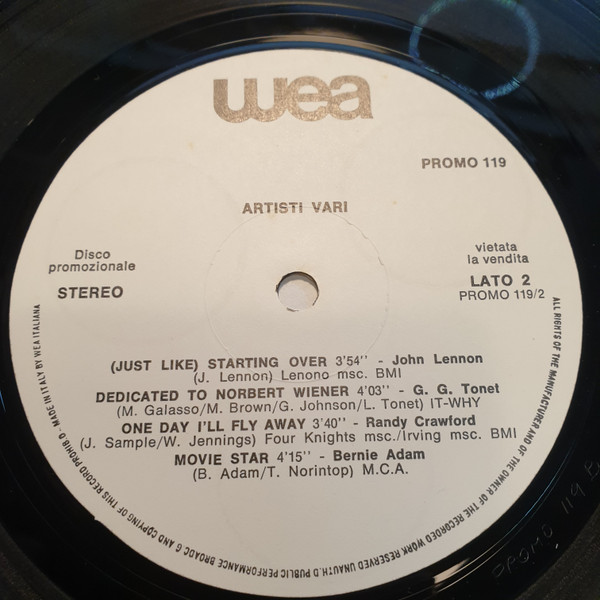 wea
PROMO 119
ARTISTI VARI
Disco
promozionale
STEREO
vietata
la vendita
LATO 2
PROMO 119/2
(JUST LIKE) STARTING OVER 3'54'' - John Lennon
(J. Lennon) Lenono msc. BMI
DEDICATED TO NORBERT WIENER 4'03'' - G. G. Tonet
(M. Galasso/M. Brown/G. Johnson/L. Tonet) IT-WHY
ONE DAY I'LL FLY AWAY 3'40'' - Randy Crawford
(J. Sample/W. Jennings) Four Knights msc./Irving msc. BMI
MOVIE STAR 4'15'' - Bernie Adam
(B. Adam/T. Norintop) M.C.A.
ALL RIGHTS OF THE MANUFACTURER AND OF THE OWNER OF THE RECORDED WORK RESERVED UNAUTH.D PUBLIC PERFORMANCE BROADC.G AND COPYING OF THIS RECORD PROHIB.D - MADE IN ITALY BY WEA ITALIANA
PROMO 119 B